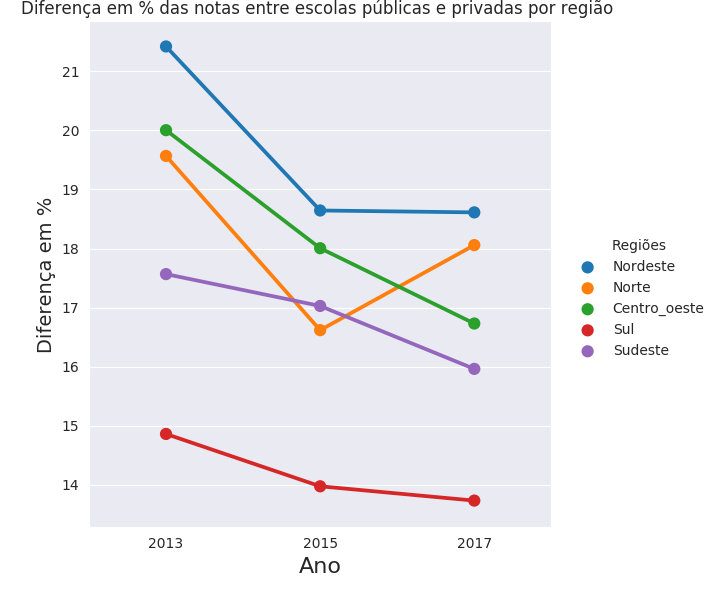 Diferença em % das notas entre escolas públicas e privadas por região
Diferença em %
21
20
19
18
17
16
15
14
2013
2015
2017
Ano
Regiões
Nordeste
Norte
Centro_oeste
Sul
Sudeste